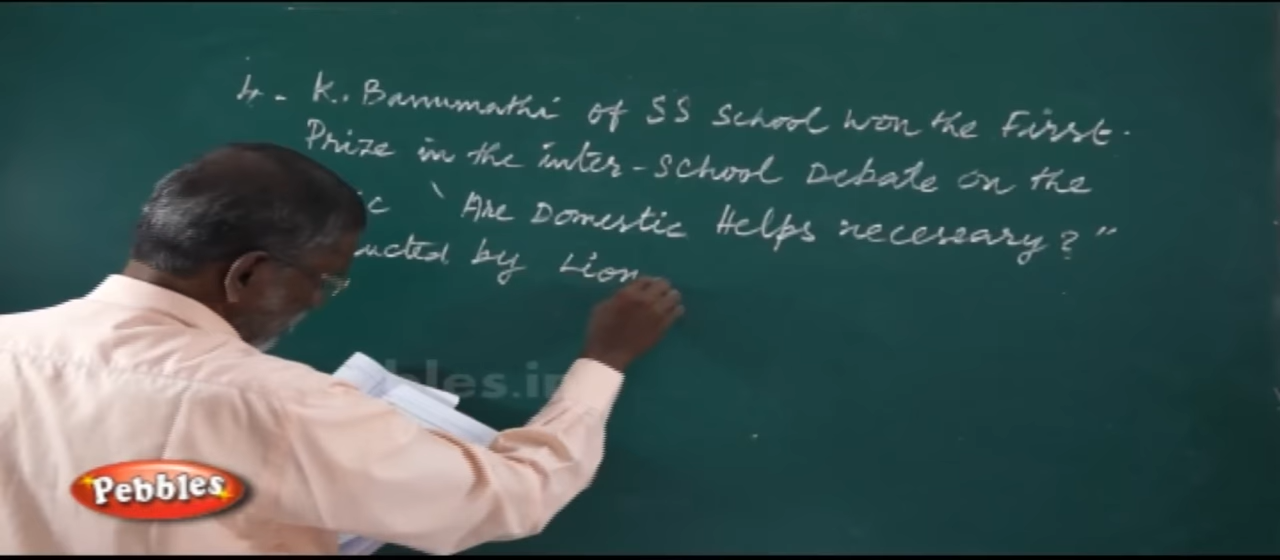 4. K. Banumathi of SS School won the First
Prize in the inter-School Debate on the
"Are Domestic Helps necessary?"
by Lion
Pebbles